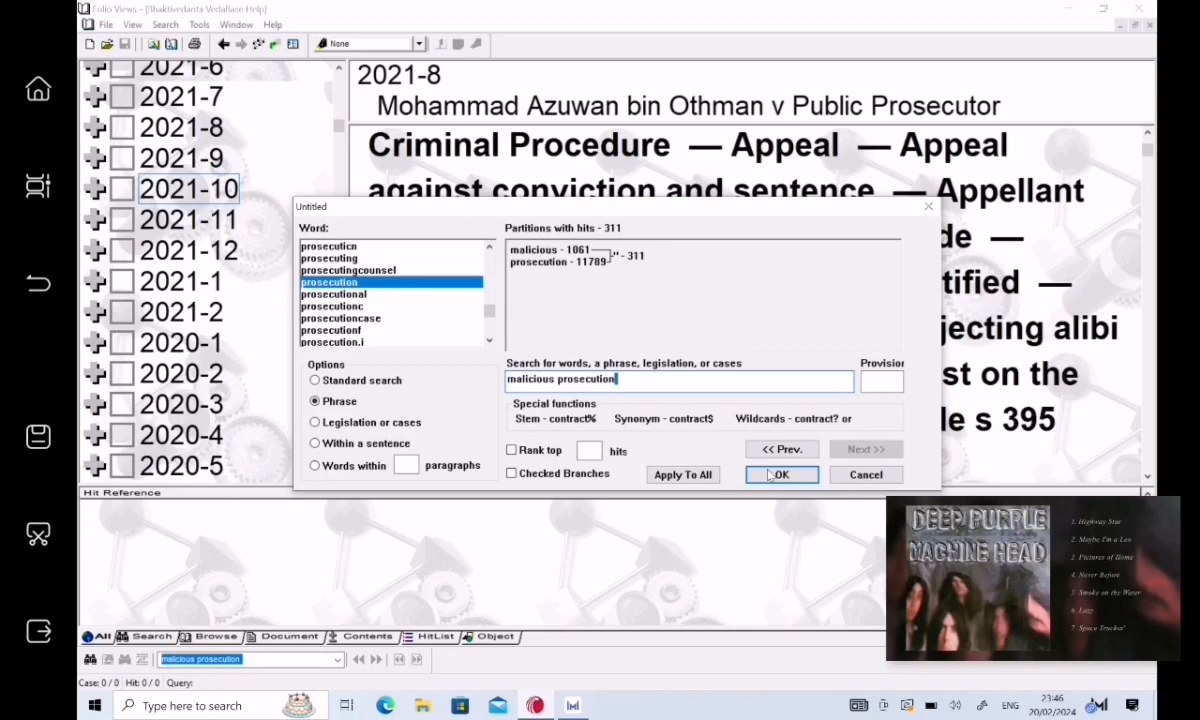 Folio Views - [Bhaktivedanta VedaBase Help]
File View Search Tools Window Help
None
2021-6
2021-7
2021-8
2021-9
2021-10
2021-11
2021-12
2021-1
2021-2
2020-1
2020-2
2020-3
2020-4
2020-5
2021-8
Mohammad Azuwan bin Othman v Public Prosecutor
Criminal Procedure — Appeal — Appeal
against conviction and sentence — Appellant
de —
tified —
jecting alibi
st on the
le s 395
Untitled
Word:
prosecuticn
prosecuting
prosecutingcounsel
prosecution
prosecutional
prosecutionc
prosecutioncase
prosecutionf
prosecution.i
Partitions with hits - 311
malicious - 1061
prosecution - 11789
" - 311
Options
Standard search
Phrase
Legislation or cases
Within a sentence
Words within paragraphs
Search for words, a phrase, legislation, or cases
Provision
malicious prosecution
Special functions
Stem - contract% Synonym - contract$ Wildcards - contract? or
Rank top hits
Checked Branches
<< Prev. Next >>
Apply To All OK Cancel
Hit Reference
All Search Browse Document Contents HitList Object
malicious prosecution
Case: 0 / 0 Hit: 0 / 0 Query:
DEEP PURPLE
MACHINE HEAD
1. Highway Star
2. Maybe I'm a Leo
3. Pictures of Home
4. Never Before
5. Smoke on the Water
6. Lazy
7. Space Truckin'
Type here to search
ENG
23:46
20/02/2024